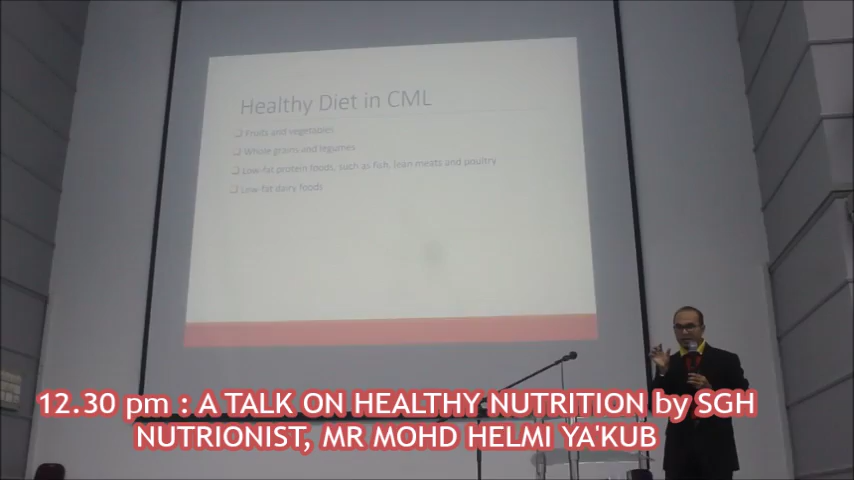 Healthy Diet in CML
❑ Fruits and vegetables
❑ Whole grains and legumes
❑ Low-fat protein foods, such as fish, lean meats and poultry
❑ Low-fat dairy foods
12.30 pm : A TALK ON HEALTHY NUTRITION by SGH
NUTRIONIST, MR MOHD HELMI YA'KUB